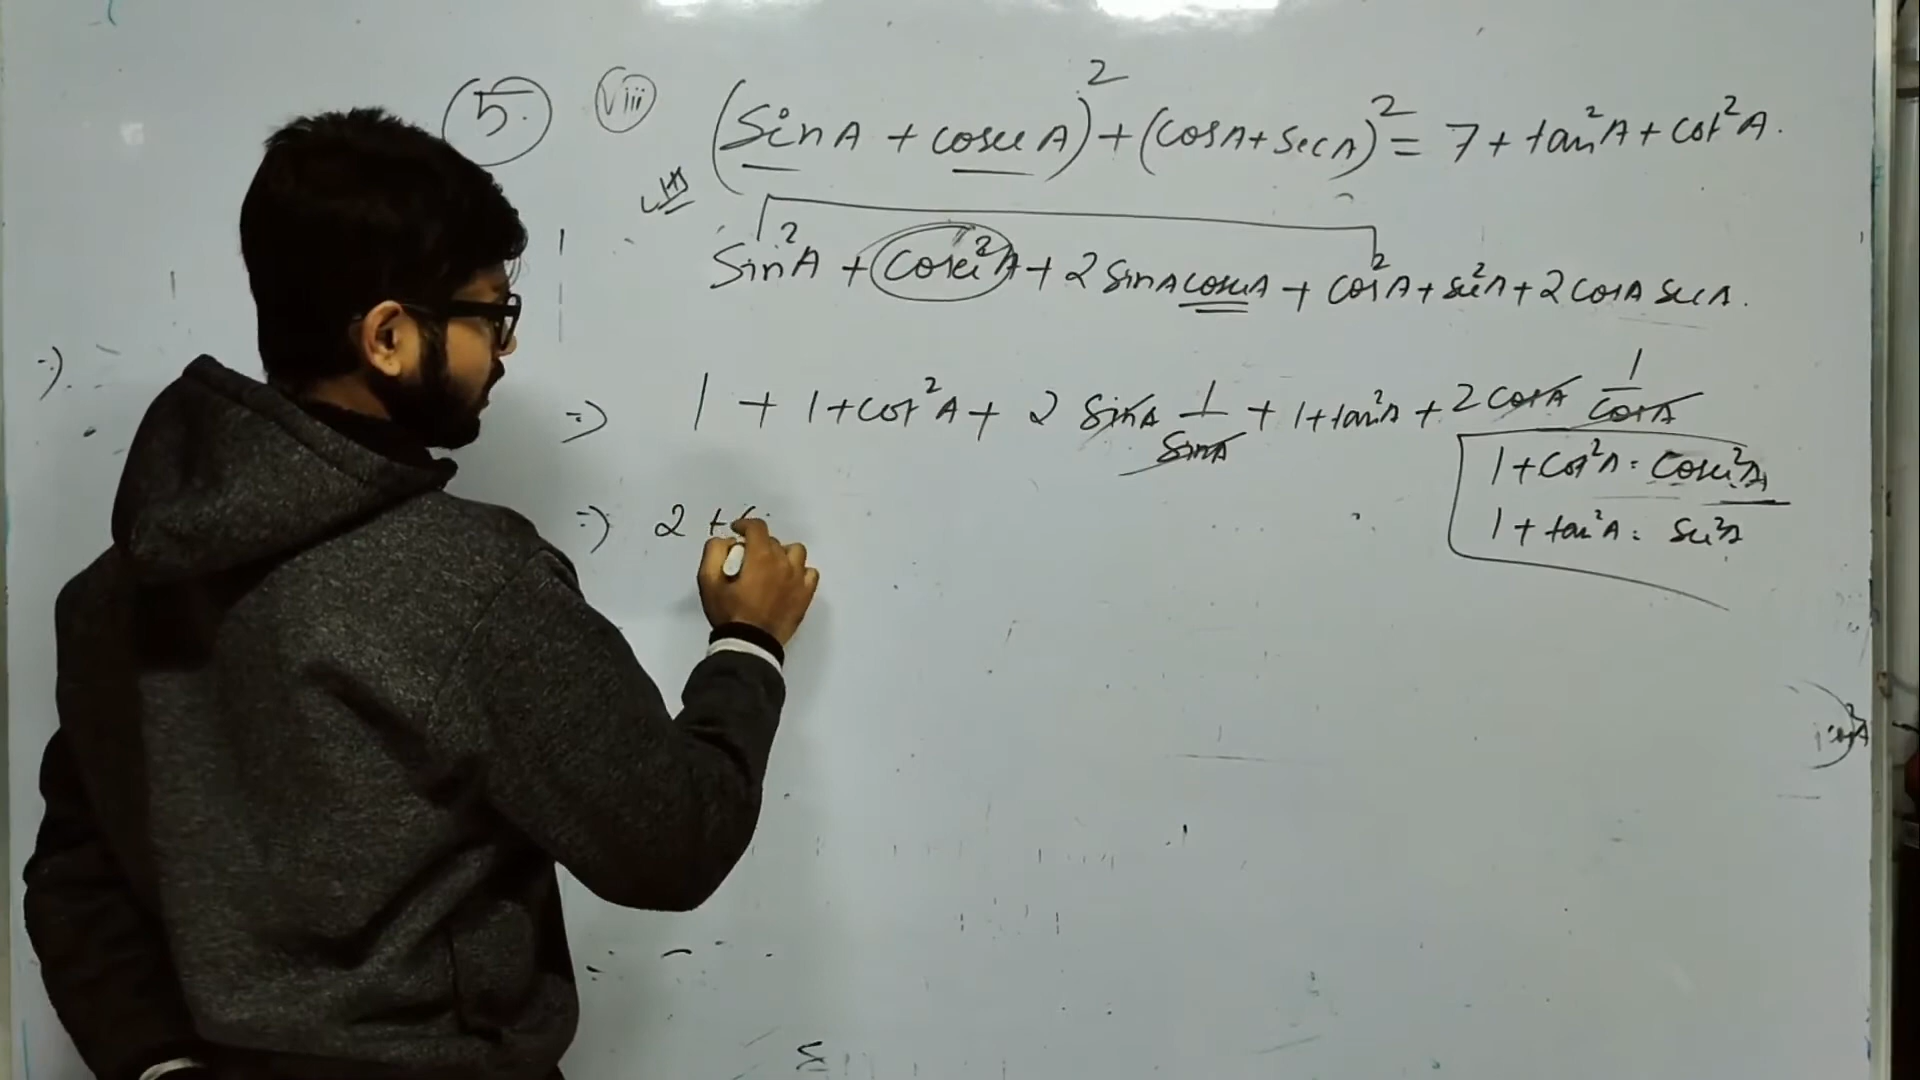 5. viii (SinA + cosecA)² + (cosA + SecA)² = 7 + tan²A + cot²A.
LHS
Sin²A + Cosec²A + 2 SinA cosecA + cos²A + sec²A + 2 cosA secA.
:) 
=) 1 + 1 + cot²A + 2 SinA 1/SinA + 1 + tan²A + 2 cosA 1/cosA
1 + cot²A = Cosec²A
=) 2 +
1 + tan²A = Sec²A